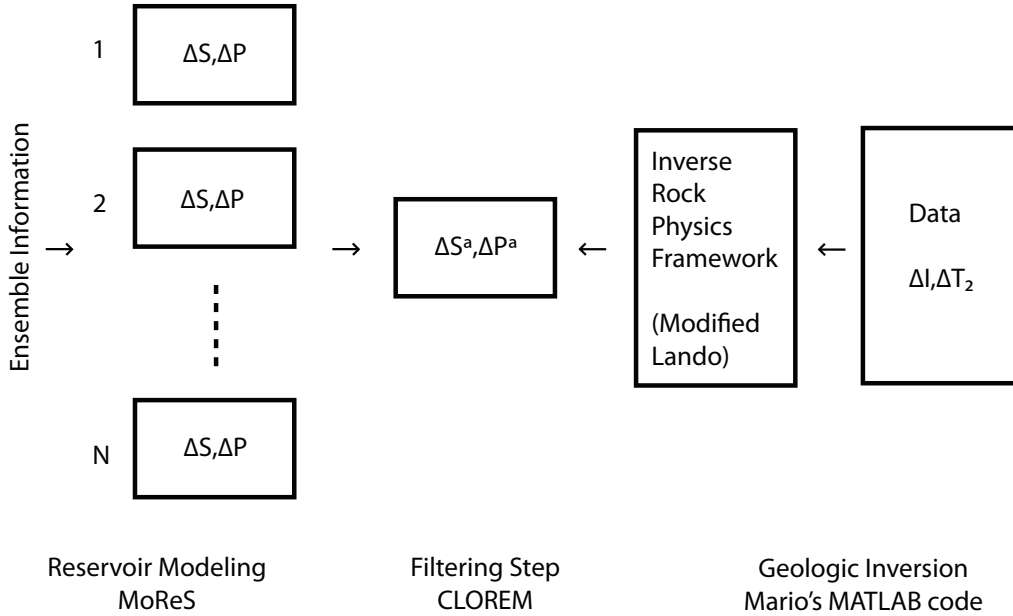 Ensemble Information
→
1
ΔS,ΔP
2
ΔS,ΔP
N
ΔS,ΔP
→
ΔSᵃ,ΔPᵃ
←
Inverse
Rock
Physics
Framework
(Modified
Lando)
←
Data
ΔI,ΔT₂
Reservoir Modeling
MoReS
Filtering Step
CLOREM
Geologic Inversion
Mario's MATLAB code